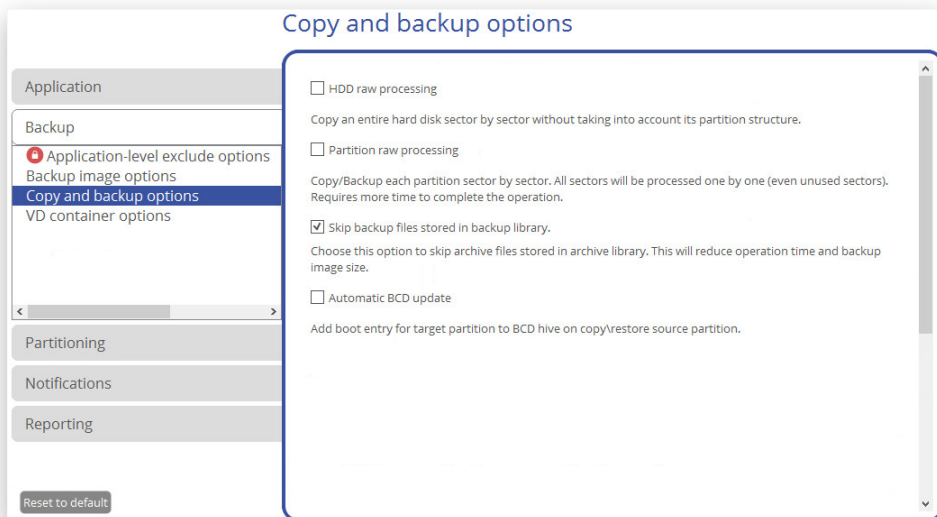 Copy and backup options
Application
Backup
Application-level exclude options
Backup image options
Copy and backup options
VD container options
Partitioning
Notifications
Reporting
Reset to default
HDD raw processing
Copy an entire hard disk sector by sector without taking into account its partition structure.
Partition raw processing
Copy/Backup each partition sector by sector. All sectors will be processed one by one (even unused sectors).
Requires more time to complete the operation.
Skip backup files stored in backup library.
Choose this option to skip archive files stored in archive library. This will reduce operation time and backup
image size.
Automatic BCD update
Add boot entry for target partition to BCD hive on copy\restore source partition.